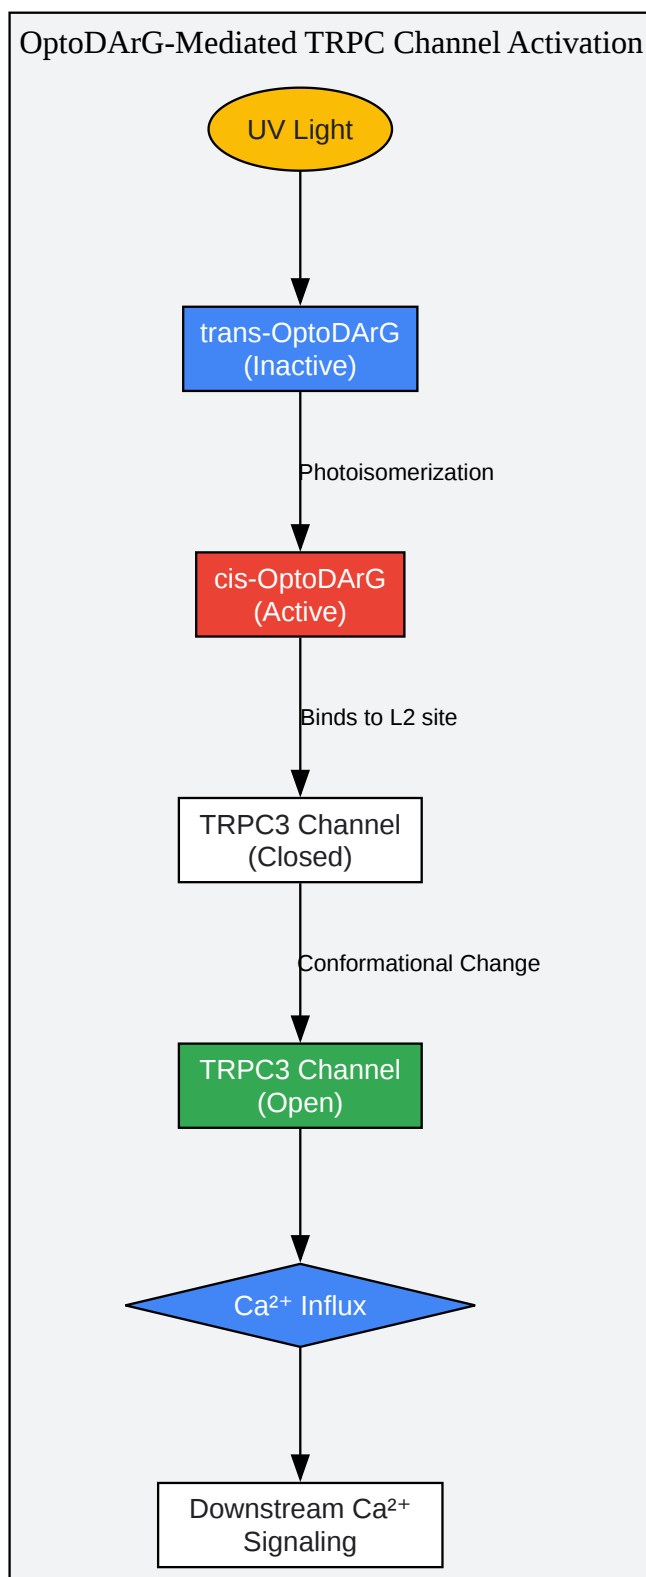 OptoDArG-Mediated TRPC Channel Activation
UV Light
trans-OptoDArG
(Inactive)
Photoisomerization
cis-OptoDArG
(Active)
Binds to L2 site
TRPC3 Channel
(Closed)
Conformational Change
TRPC3 Channel
(Open)
Ca²⁺ Influx
Downstream Ca²⁺
Signaling